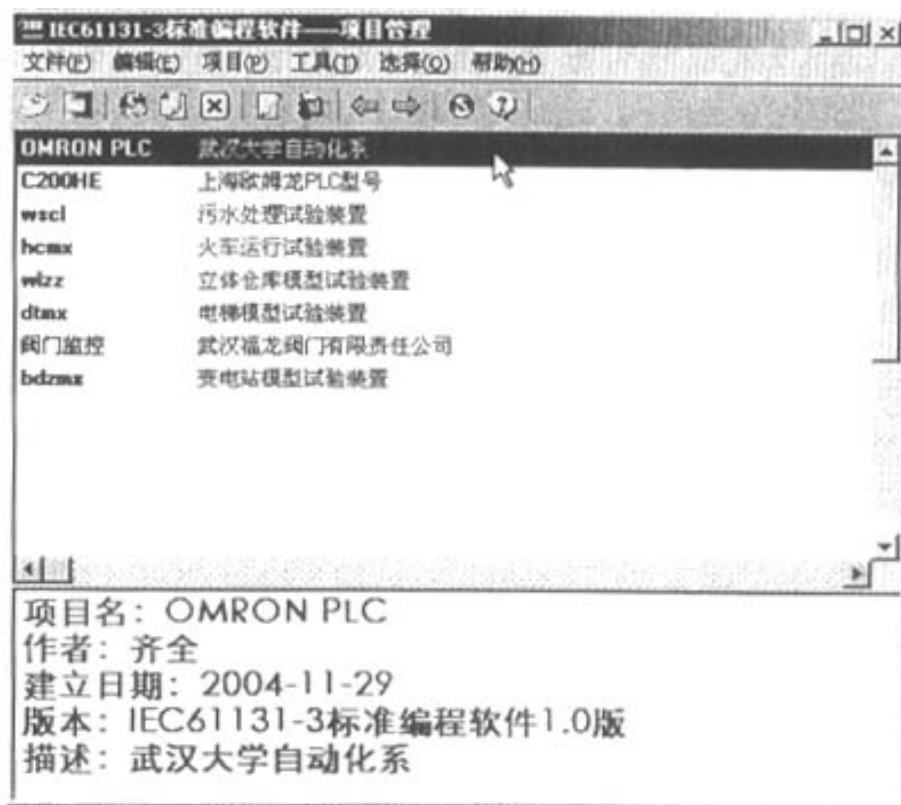 IEC61131-3标准编程软件——项目管理
文件(F) 编辑(E) 项目(P) 工具(T) 选择(O) 帮助(H)
OMRON PLC 武汉大学自动化系
C200HE 上海欧姆龙PLC型号
wscl 污水处理试验装置
hcmx 火车运行试验装置
wlzz 立体仓库模型试验装置
dtmx 电梯模型试验装置
阀门监控 武汉福龙阀门有限责任公司
bdzmx 变电站模型试验装置
项目名：OMRON PLC
作者：齐全
建立日期：2004-11-29
版本：IEC61131-3标准编程软件1.0版
描述：武汉大学自动化系